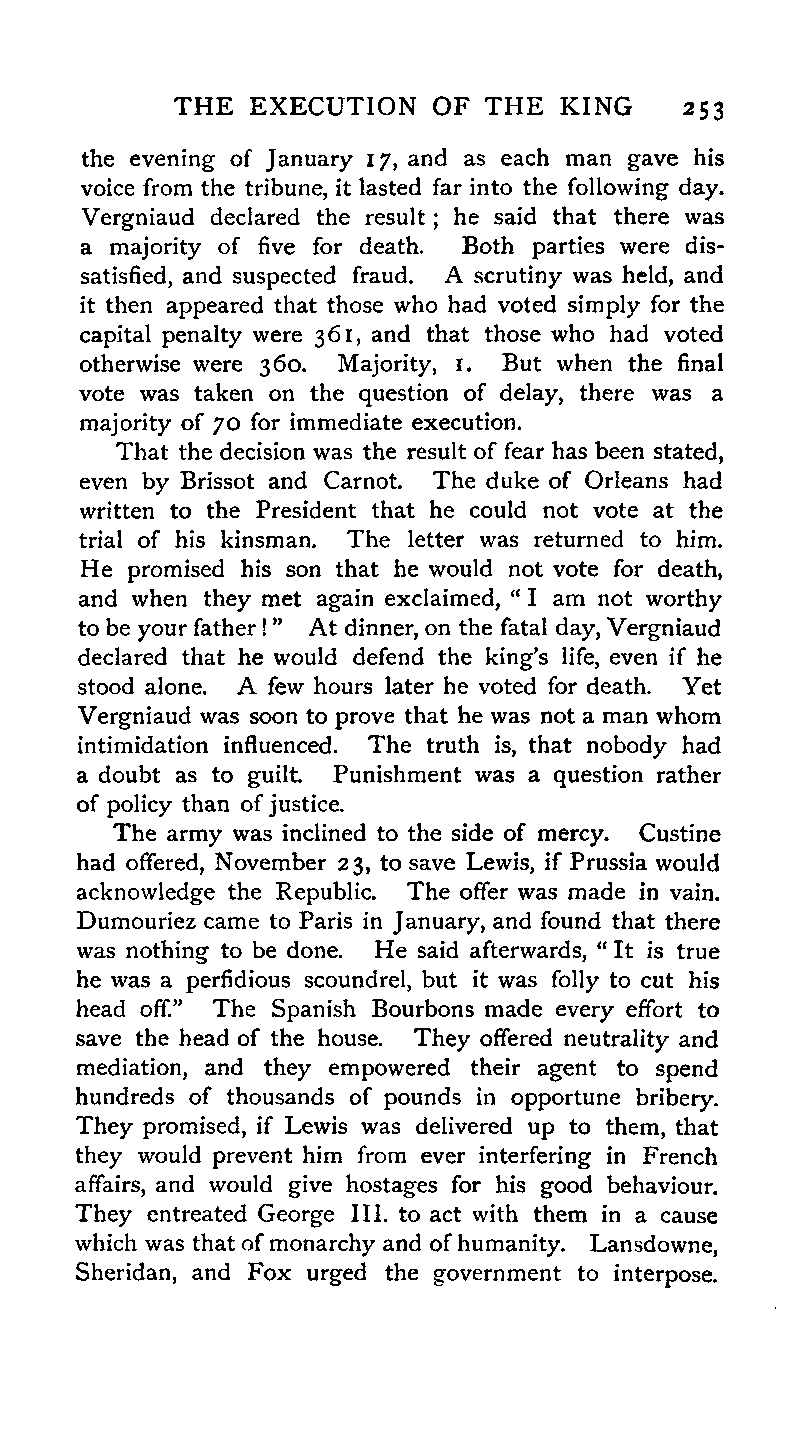 THE EXECUTION OF THE KING 253
the evening of January 17, and as each man gave his
voice from the tribune, it lasted far into the following day.
Vergniaud declared the result ; he said that there was
a majority of five for death. Both parties were dis-
satisfied, and suspected fraud. A scrutiny was held, and
it then appeared that those who had voted simply for the
capital penalty were 361, and that those who had voted
otherwise were 360. Majority, 1. But when the final
vote was taken on the question of delay, there was a
majority of 70 for immediate execution.
That the decision was the result of fear has been stated,
even by Brissot and Carnot. The duke of Orleans had
written to the President that he could not vote at the
trial of his kinsman. The letter was returned to him.
He promised his son that he would not vote for death,
and when they met again exclaimed, “ I am not worthy
to be your father ! ” At dinner, on the fatal day, Vergniaud
declared that he would defend the king’s life, even if he
stood alone. A few hours later he voted for death. Yet
Vergniaud was soon to prove that he was not a man whom
intimidation influenced. The truth is, that nobody had
a doubt as to guilt. Punishment was a question rather
of policy than of justice.
The army was inclined to the side of mercy. Custine
had offered, November 23, to save Lewis, if Prussia would
acknowledge the Republic. The offer was made in vain.
Dumouriez came to Paris in January, and found that there
was nothing to be done. He said afterwards, “ It is true
he was a perfidious scoundrel, but it was folly to cut his
head off.” The Spanish Bourbons made every effort to
save the head of the house. They offered neutrality and
mediation, and they empowered their agent to spend
hundreds of thousands of pounds in opportune bribery.
They promised, if Lewis was delivered up to them, that
they would prevent him from ever interfering in French
affairs, and would give hostages for his good behaviour.
They entreated George III. to act with them in a cause
which was that of monarchy and of humanity. Lansdowne,
Sheridan, and Fox urged the government to interpose.